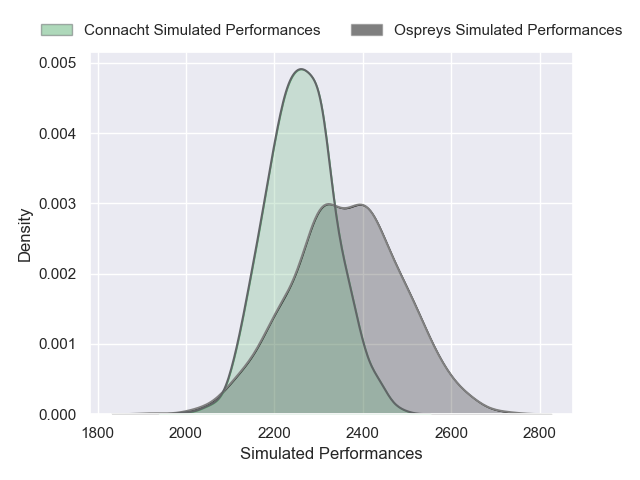 Connacht Simulated Performances Ospreys Simulated Performances
0.005
0.004
0.003
0.002
0.001
0.000
Density
1800 2000 2200 2400 2600 2800
Simulated Performances